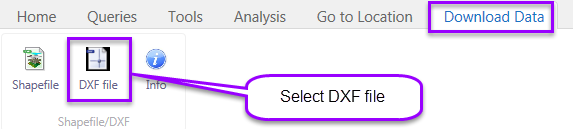 Home Queries Tools Analysis Go to Location Download Data
Shapefile DXF file Info
Select DXF file
Shapefile/DXF